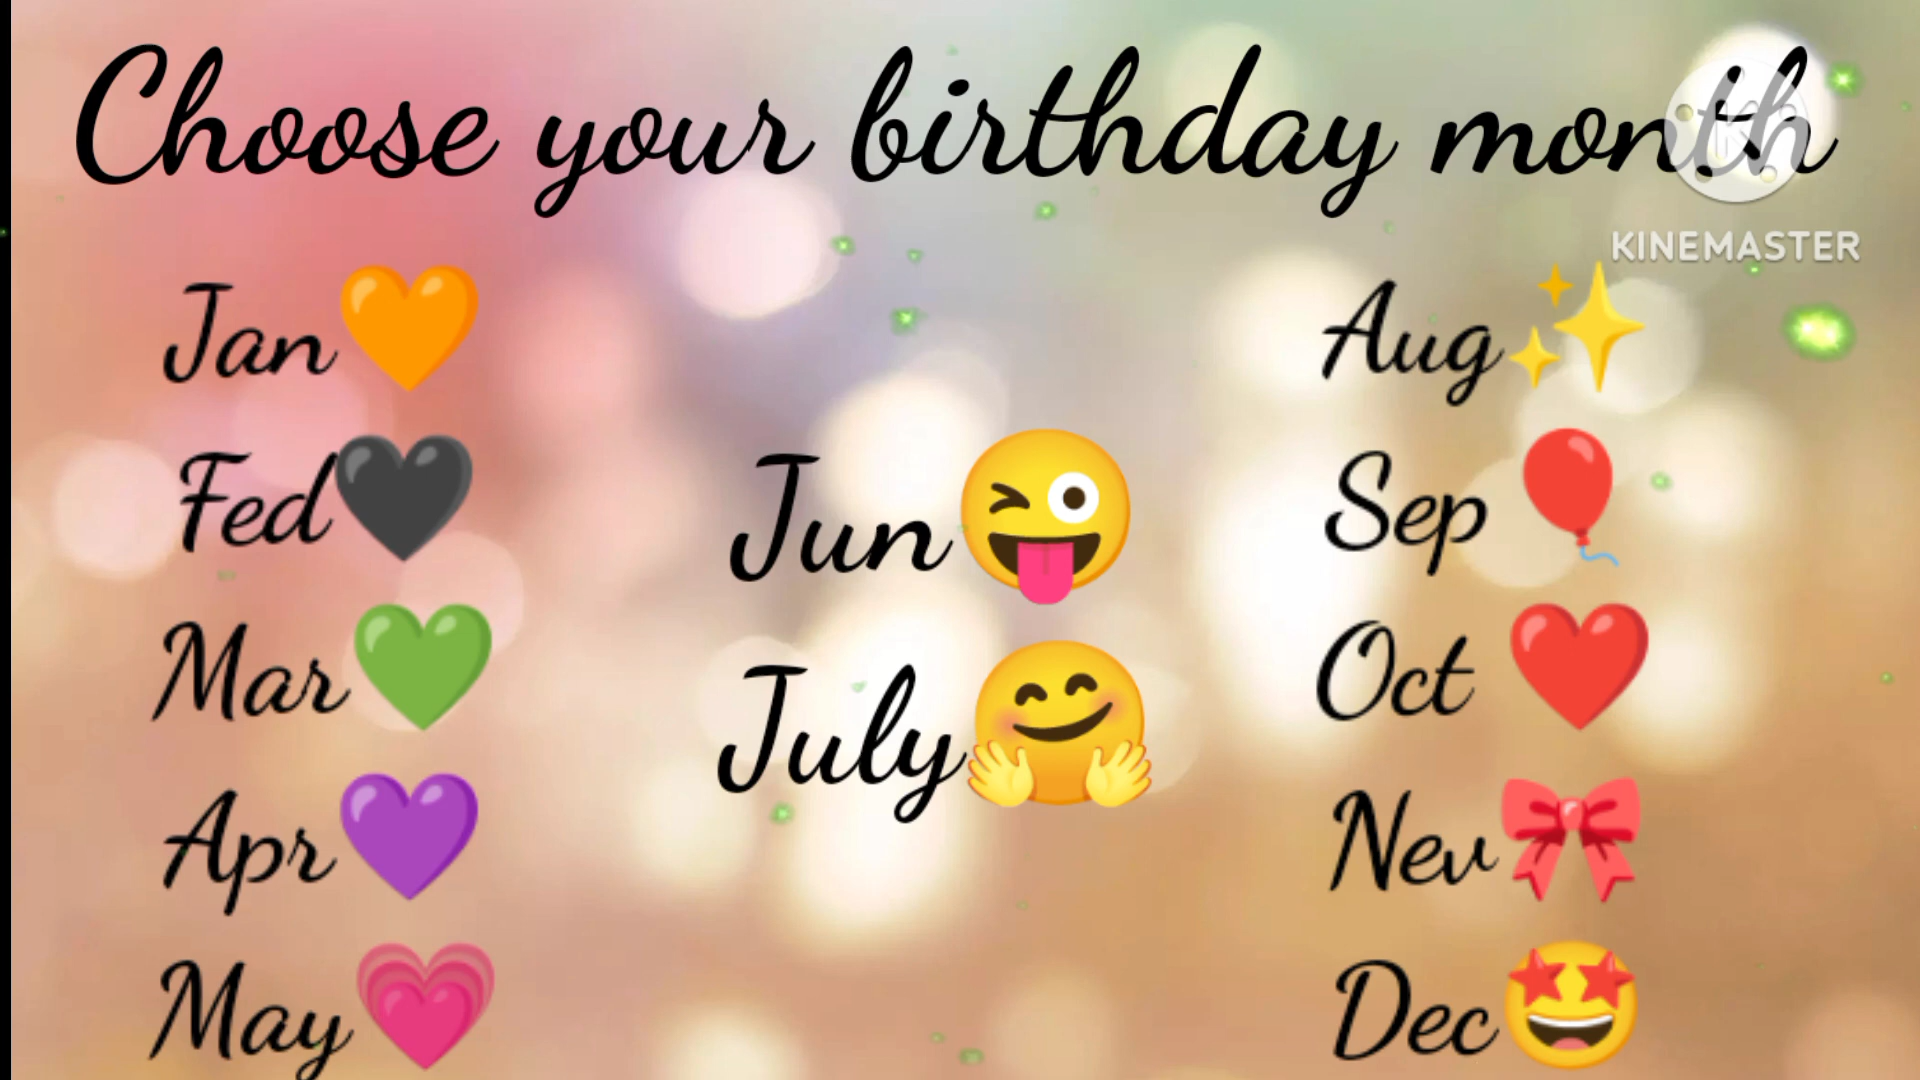 Choose your birthday month
KINEMASTER
Jan🧡
Fed🖤
Mar💚
Apr💜
May💗
Jun😜
July🤗
Aug✨
Sep🎈
Oct ❤️
Nev🎀
Dec🤩